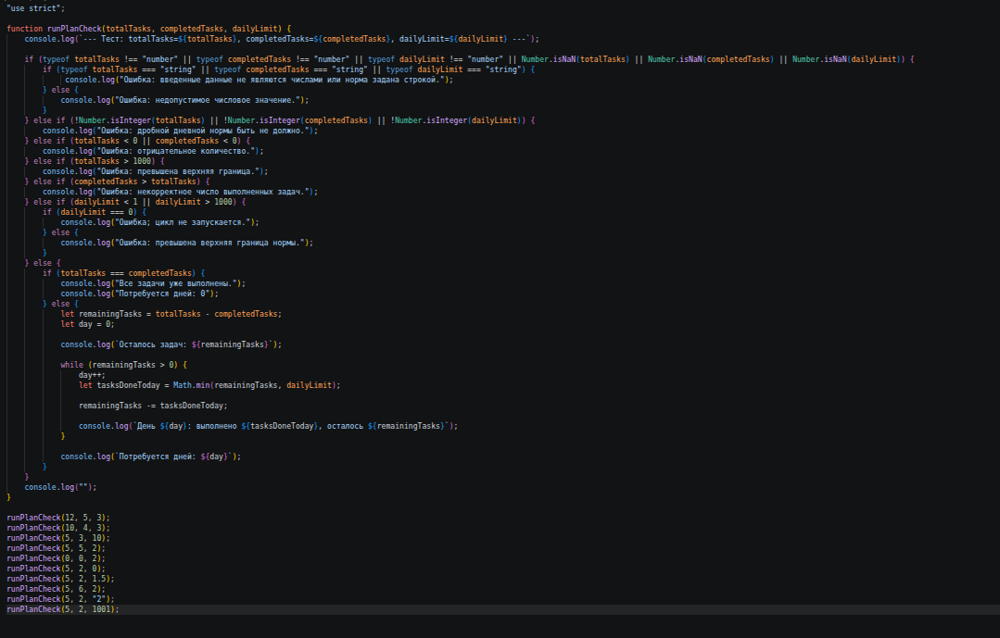 "use strict";

function runPlanCheck(totalTasks, completedTasks, dailyLimit) {
    console.log(`--- Тест: totalTasks=${totalTasks}, completedTasks=${completedTasks}, dailyLimit=${dailyLimit} ---`);

    if (typeof totalTasks !== "number" || typeof completedTasks !== "number" || typeof dailyLimit !== "number" || Number.isNaN(totalTasks) || Number.isNaN(completedTasks) || Number.isNaN(dailyLimit)) {
        if (typeof totalTasks === "string" || typeof completedTasks === "string" || typeof dailyLimit === "string") {
             console.log("Ошибка: введенные данные не являются числами или норма задана строкой.");
        } else {
            console.log("Ошибка: недопустимое числовое значение.");
        }
    } else if (!Number.isInteger(totalTasks) || !Number.isInteger(completedTasks) || !Number.isInteger(dailyLimit)) {
        console.log("Ошибка: дробной дневной нормы быть не должно.");
    } else if (totalTasks < 0 || completedTasks < 0) {
        console.log("Ошибка: отрицательное количество.");
    } else if (totalTasks > 1000) {
        console.log("Ошибка: превышена верхняя граница.");
    } else if (completedTasks > totalTasks) {
        console.log("Ошибка: некорректное число выполненных задач.");
    } else if (dailyLimit < 1 || dailyLimit > 1000) {
        if (dailyLimit === 0) {
            console.log("Ошибка; цикл не запускается.");
        } else {
            console.log("Ошибка: превышена верхняя граница нормы.");
        }
    } else {
        if (totalTasks === completedTasks) {
            console.log("Все задачи уже выполнены.");
            console.log("Потребуется дней: 0");
        } else {
            let remainingTasks = totalTasks - completedTasks;
            let day = 0;

            console.log(`Осталось задач: ${remainingTasks}`);

            while (remainingTasks > 0) {
                day++;
                let tasksDoneToday = Math.min(remainingTasks, dailyLimit);

                remainingTasks -= tasksDoneToday;

                console.log(`День ${day}: выполнено ${tasksDoneToday}, осталось ${remainingTasks}`);
            }

            console.log(`Потребуется дней: ${day}`);
        }
    }
    console.log("");
}

runPlanCheck(12, 5, 3);
runPlanCheck(10, 4, 3);
runPlanCheck(5, 3, 10);
runPlanCheck(5, 5, 2);
runPlanCheck(0, 0, 2);
runPlanCheck(5, 2, 0);
runPlanCheck(5, 2, 1.5);
runPlanCheck(5, 6, 2);
runPlanCheck(5, 2, "2");
runPlanCheck(5, 2, 1001);